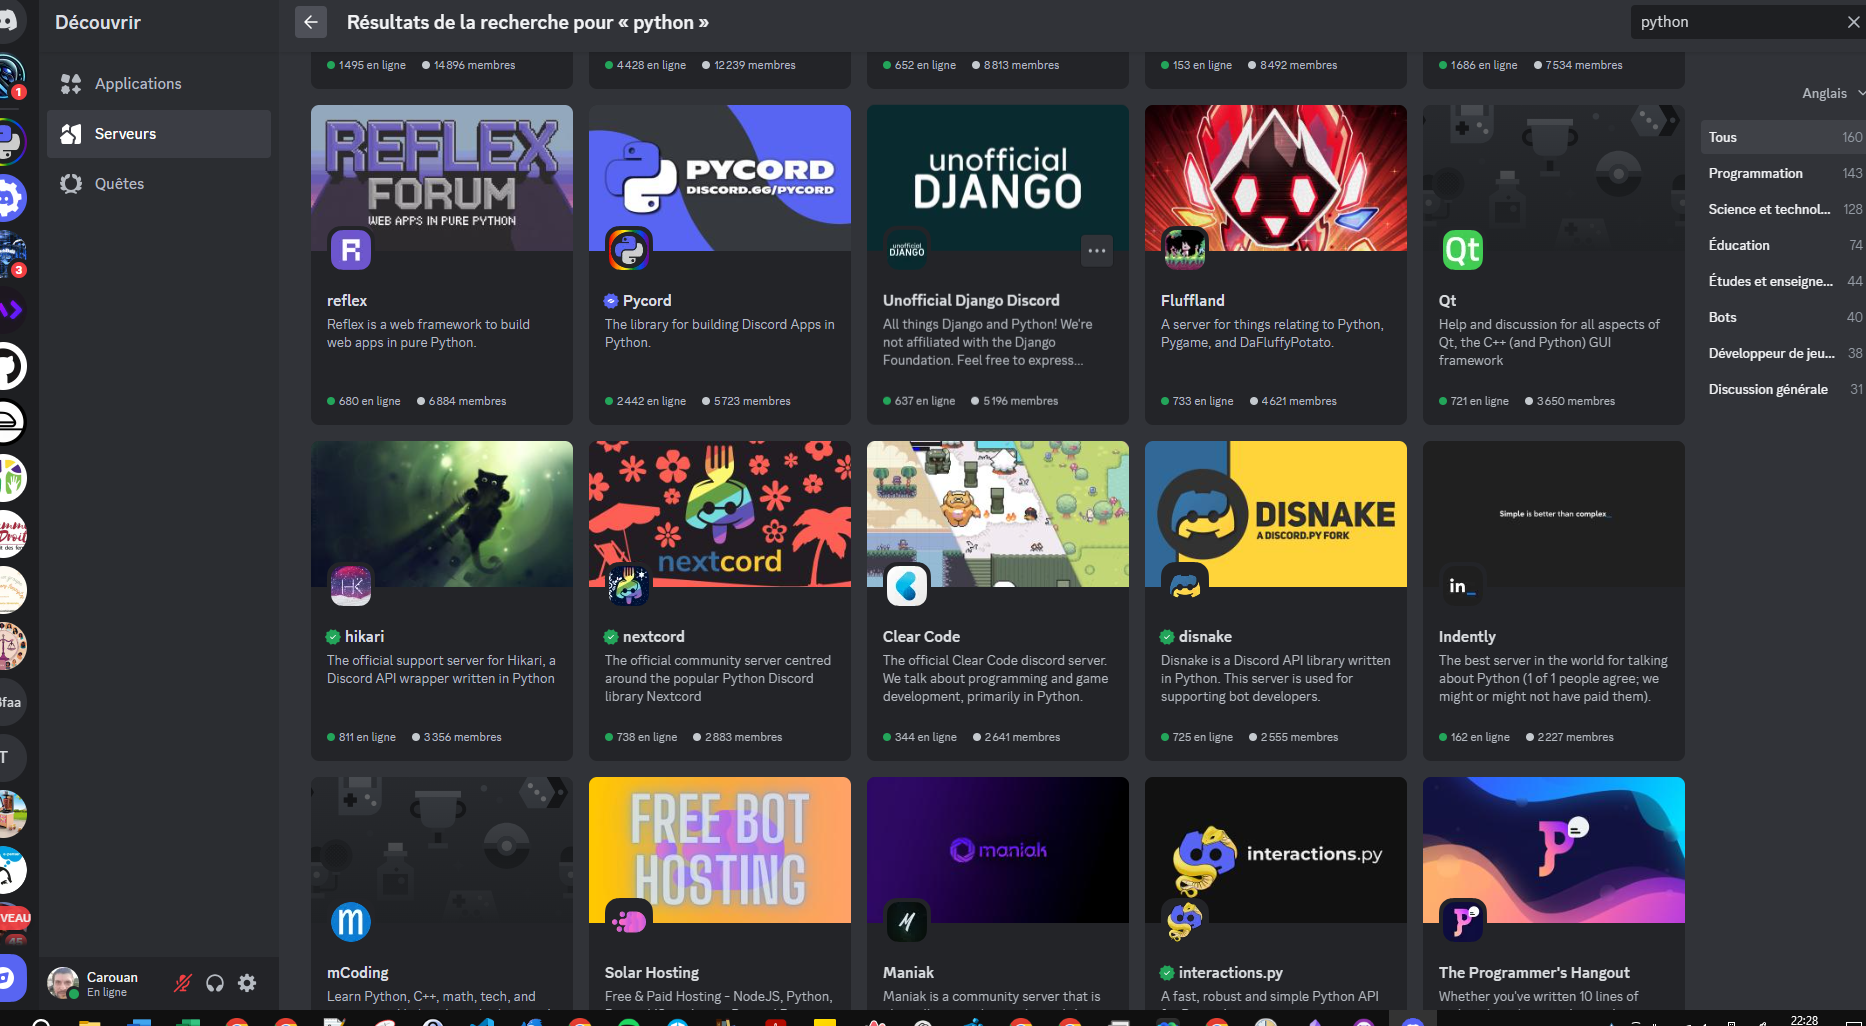 Découvrir
Résultats de la recherche pour « python »
python
Applications
Serveurs
Quêtes
1495 en ligne 14896 membres
4428 en ligne 12239 membres
652 en ligne 8813 membres
153 en ligne 8492 membres
1686 en ligne 7534 membres
Anglais
Tous 160
Programmation 143
Science et technol... 128
Éducation 74
Études et enseigne... 44
Bots 40
Développeur de jeu... 38
Discussion générale 31
REFLEX
FORUM
WEB APPS IN PURE PYTHON
R
reflex
Reflex is a web framework to build
web apps in pure Python.
680 en ligne 6884 membres
PYCORD
DISCORD.GG/PYCORD
Pycord
The library for building Discord Apps in
Python.
2442 en ligne 5723 membres
unofficial
DJANGO
unofficial
DJANGO
Unofficial Django Discord
All things Django and Python! We're
not affiliated with the Django
Foundation. Feel free to express...
637 en ligne 5196 membres
Fluffland
A server for things relating to Python,
Pygame, and DaFluffyPotato.
733 en ligne 4621 membres
Qt
Qt
Help and discussion for all aspects of
Qt, the C++ (and Python) GUI
framework
721 en ligne 3650 membres
HK
hikari
The official support server for Hikari, a
Discord API wrapper written in Python
811 en ligne 3356 membres
nextcord
nextcord
The official community server centred
around the popular Python Discord
library Nextcord
738 en ligne 2883 membres
Clear Code
The official Clear Code discord server.
We talk about programming and game
development, primarily in Python.
344 en ligne 2641 membres
DISNAKE
A DISCORD.PY FORK
disnake
Disnake is a Discord API library written
in Python. This server is used for
supporting bot developers.
725 en ligne 2555 membres
Simple is better than complex_
in_
Indently
The best server in the world for talking
about Python (1 of 1 people agree; we
might or might not have paid them).
162 en ligne 2227 membres
m
mCoding
Learn Python, C++, math, tech, and
FREE BOT
HOSTING
Solar Hosting
Free & Paid Hosting - NodeJS, Python,
maniak
M
Maniak
Maniak is a community server that is
interactions.py
interactions.py
A fast, robust and simple Python API
P
P
The Programmer's Hangout
Whether you've written 10 lines of
1
3
faa
T
VEAU
45
Carouan
En ligne
22:28